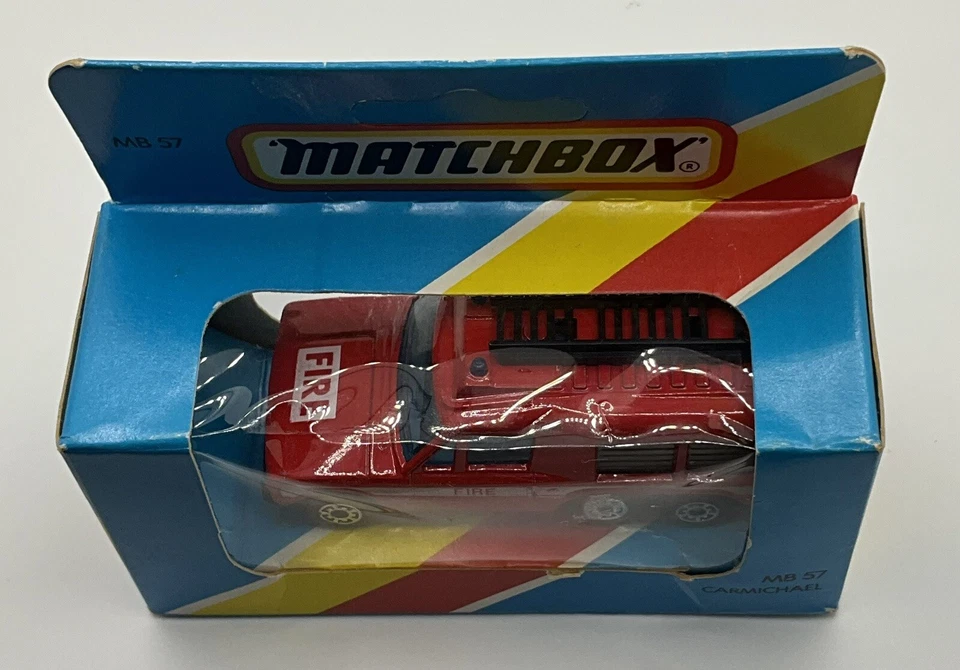 MB 57
'MATCHBOX'®
FIRE
FIRE
MB 57
CARMICHAEL